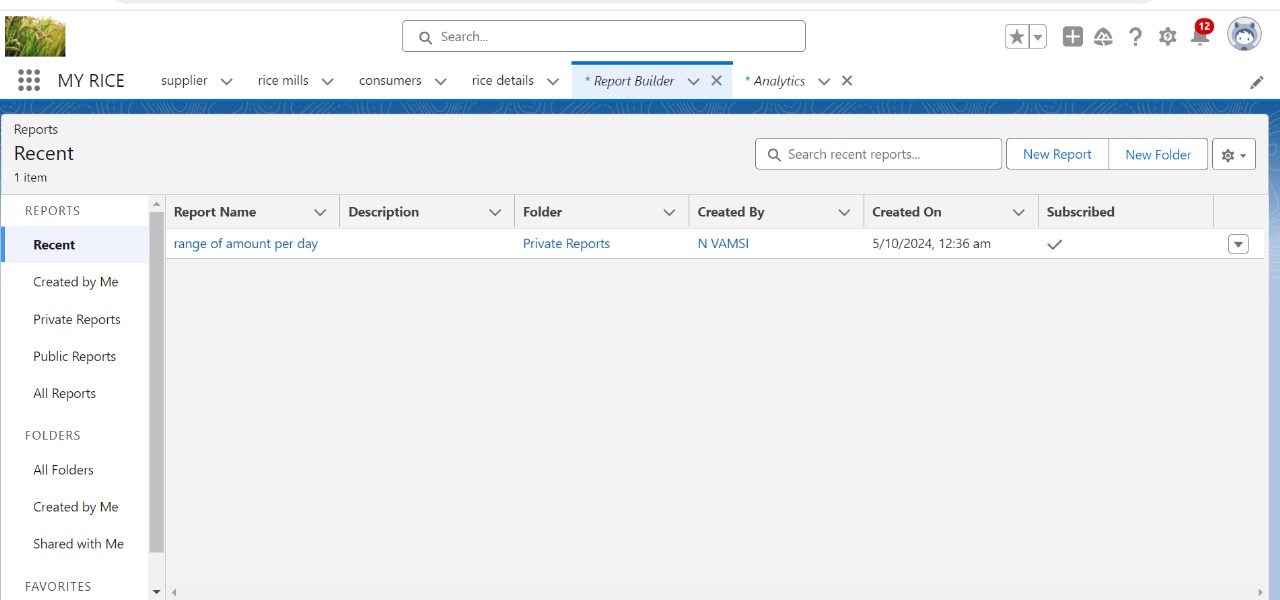 Search...
12
MY RICE
supplier
rice mills
consumers
rice details
* Report Builder
* Analytics
Reports
Recent
1 item
Search recent reports...
New Report
New Folder
REPORTS
Recent
Created by Me
Private Reports
Public Reports
All Reports
FOLDERS
All Folders
Created by Me
Shared with Me
FAVORITES
Report Name Description Folder Created By Created On Subscribed
range of amount per day Private Reports N VAMSI 5/10/2024, 12:36 am